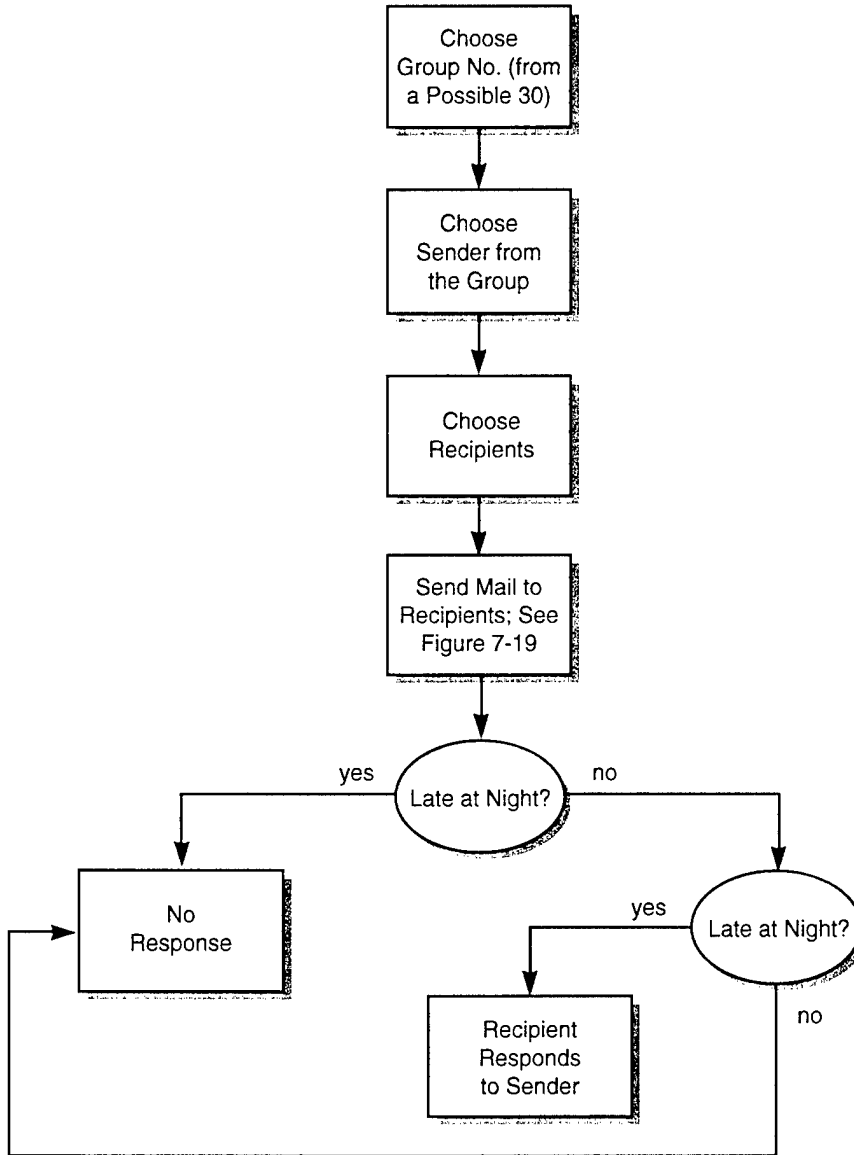 Choose
Group No. (from
a Possible 30)
Choose
Sender from
the Group
Choose
Recipients
Send Mail to
Recipients; See
Figure 7-19
yes
Late at Night?
no
No
Response
yes
Late at Night?
no
Recipient
Responds
to Sender